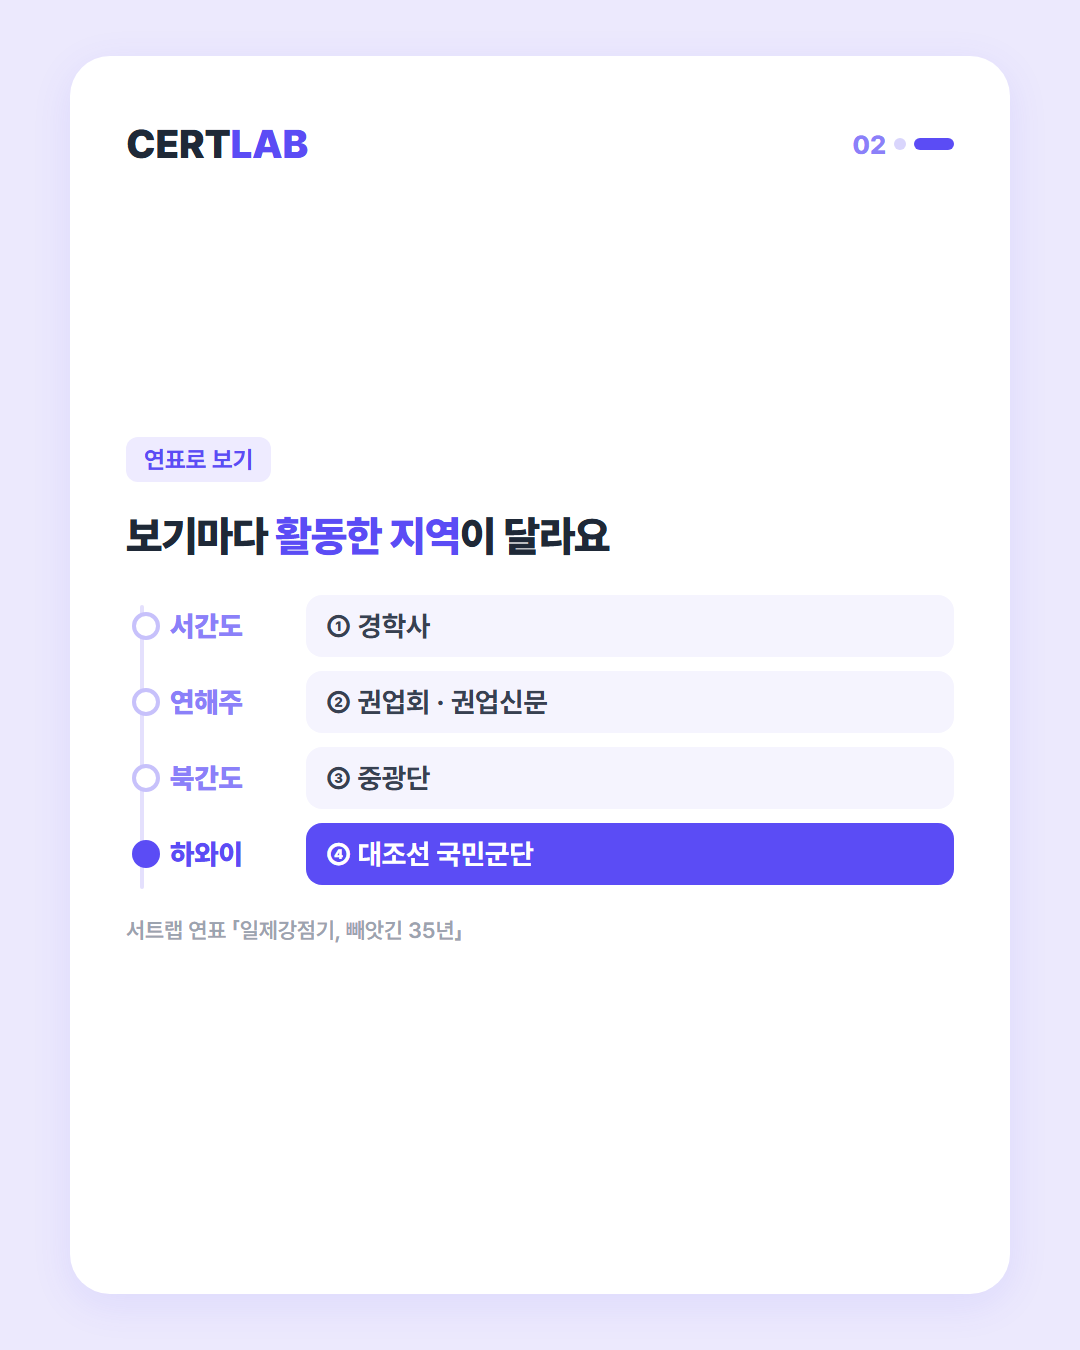 CERTLAB
02
연표로 보기
보기마다 활동한 지역이 달라요
서간도 ① 경학사
연해주 ② 권업회 · 권업신문
북간도 ③ 중광단
하와이 ④ 대조선 국민군단
서트랩 연표 「일제강점기, 빼앗긴 35년」